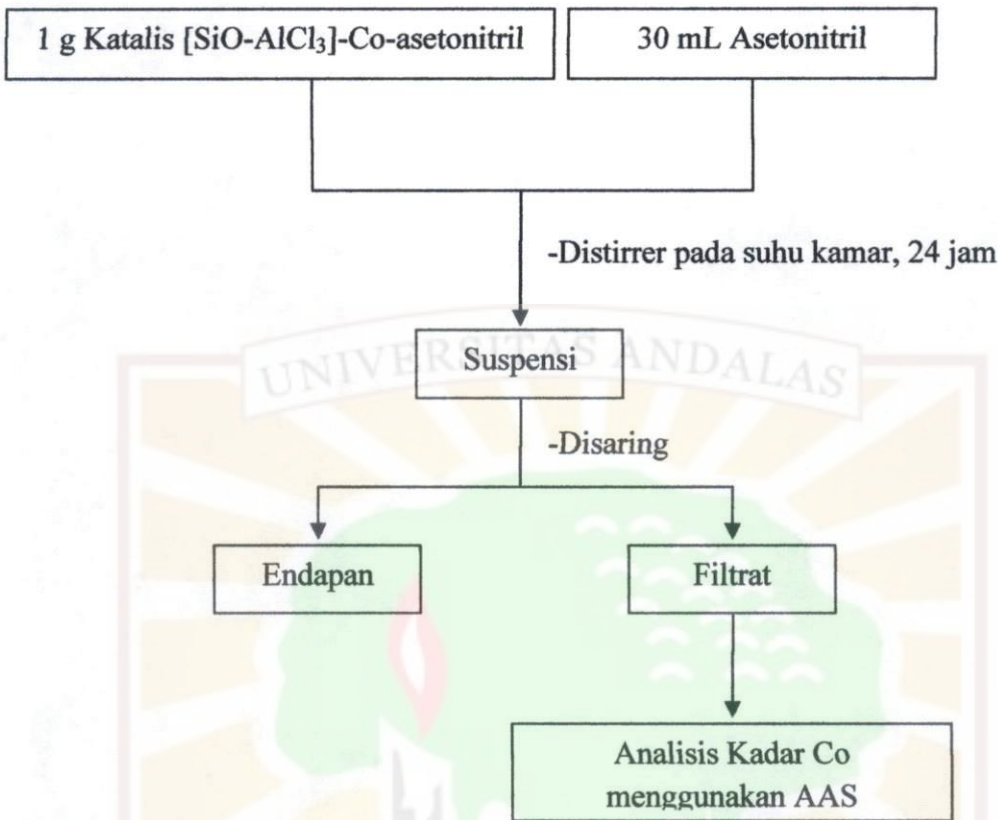 1 g Katalis [SiO-AlCl₃]-Co-asetonitril
30 mL Asetonitril
-Distirrer pada suhu kamar, 24 jam
UNIVERSITAS ANDALAS
Suspensi
-Disaring
Endapan
Filtrat
Analisis Kadar Co
menggunakan AAS